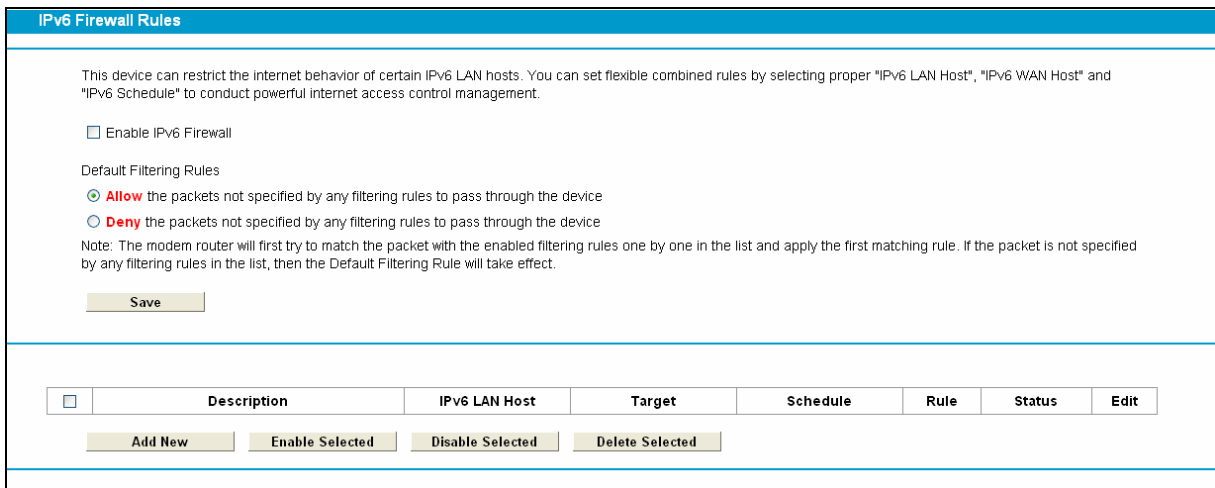 IPv6 Firewall Rules
This device can restrict the internet behavior of certain IPv6 LAN hosts. You can set flexible combined rules by selecting proper "IPv6 LAN Host", "IPv6 WAN Host" and
"IPv6 Schedule" to conduct powerful internet access control management.
Enable IPv6 Firewall
Default Filtering Rules
Allow the packets not specified by any filtering rules to pass through the device
Deny the packets not specified by any filtering rules to pass through the device
Note: The modem router will first try to match the packet with the enabled filtering rules one by one in the list and apply the first matching rule. If the packet is not specified
by any filtering rules in the list, then the Default Filtering Rule will take effect.
Save
Description IPv6 LAN Host Target Schedule Rule Status Edit
Add New Enable Selected Disable Selected Delete Selected